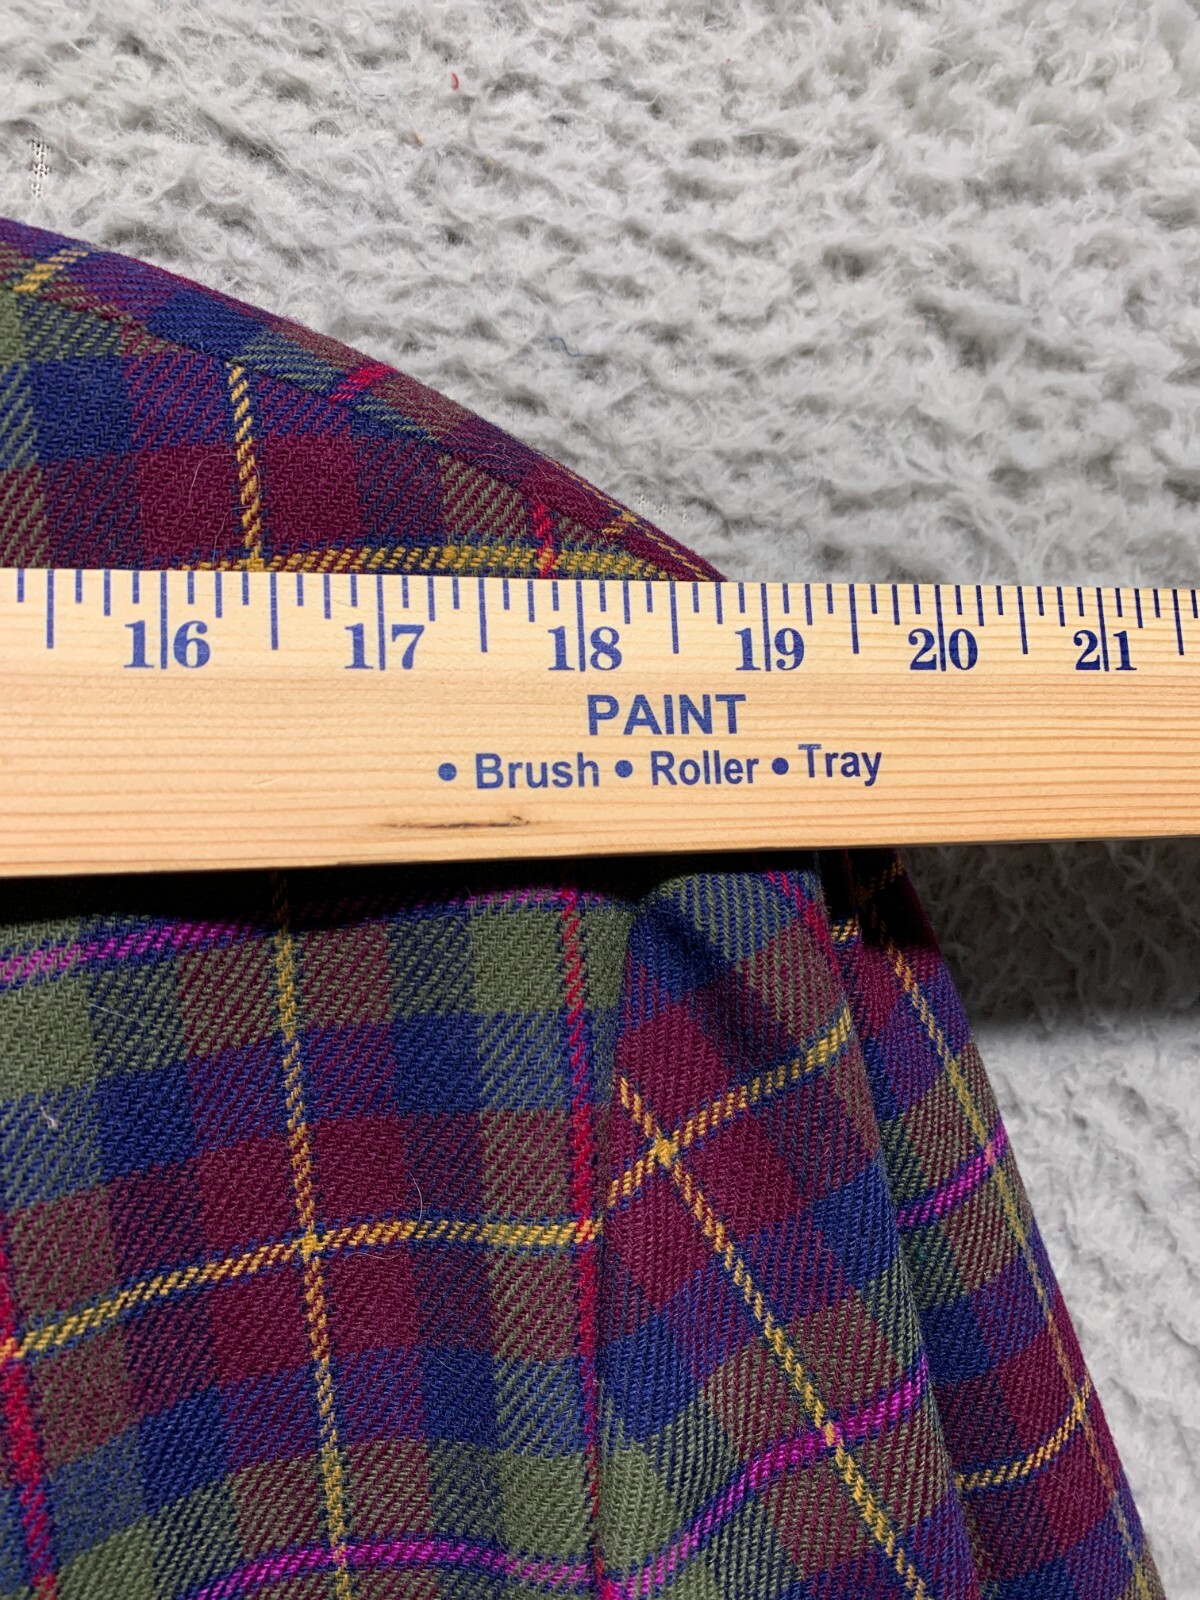 16 17 18 19 20 21
PAINT
• Brush • Roller • Tray